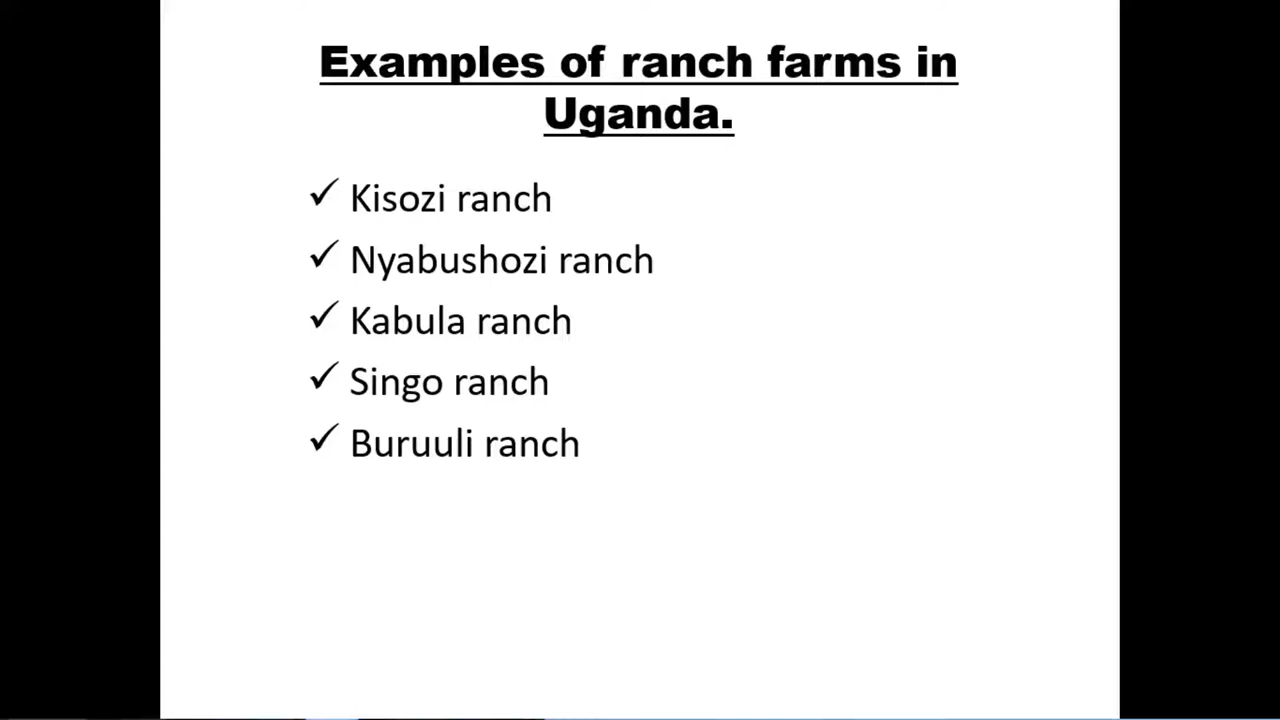 Examples of ranch farms in
Uganda.
✓ Kisozi ranch
✓ Nyabushozi ranch
✓ Kabula ranch
✓ Singo ranch
✓ Buruuli ranch